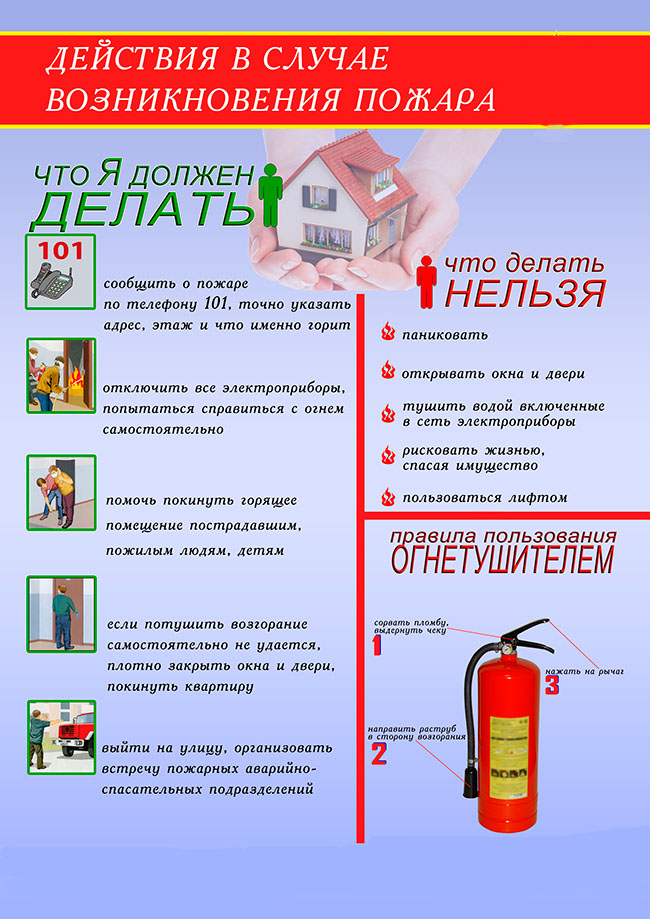 ДЕЙСТВИЯ В СЛУЧАЕ
ВОЗНИКНОВЕНИЯ ПОЖАРА
ЧТО Я ДОЛЖЕН
ДЕЛАТЬ
101
сообщить о пожаре
по телефону 101, точно указать
адрес, этаж и что именно горит
отключить все электроприборы,
попытаться справиться с огнем
самостоятельно
помочь покинуть горящее
помещение пострадавшим,
пожилым людям, детям
если потушить возгорание
самостоятельно не удается,
плотно закрыть окна и двери,
покинуть квартиру
выйти на улицу, организовать
встречу пожарных аварийно-
спасательных подразделений
что делать
НЕЛЬЗЯ
паниковать
открывать окна и двери
тушить водой включенные
в сеть электроприборы
рисковать жизнью,
спасая имущество
пользоваться лифтом
правила пользования
ОГНЕТУШИТЕЛЕМ
сорвать пломбу,
выдернуть чеку
1
нажать на рычаг
3
направить раструб
в сторону возгорания
2